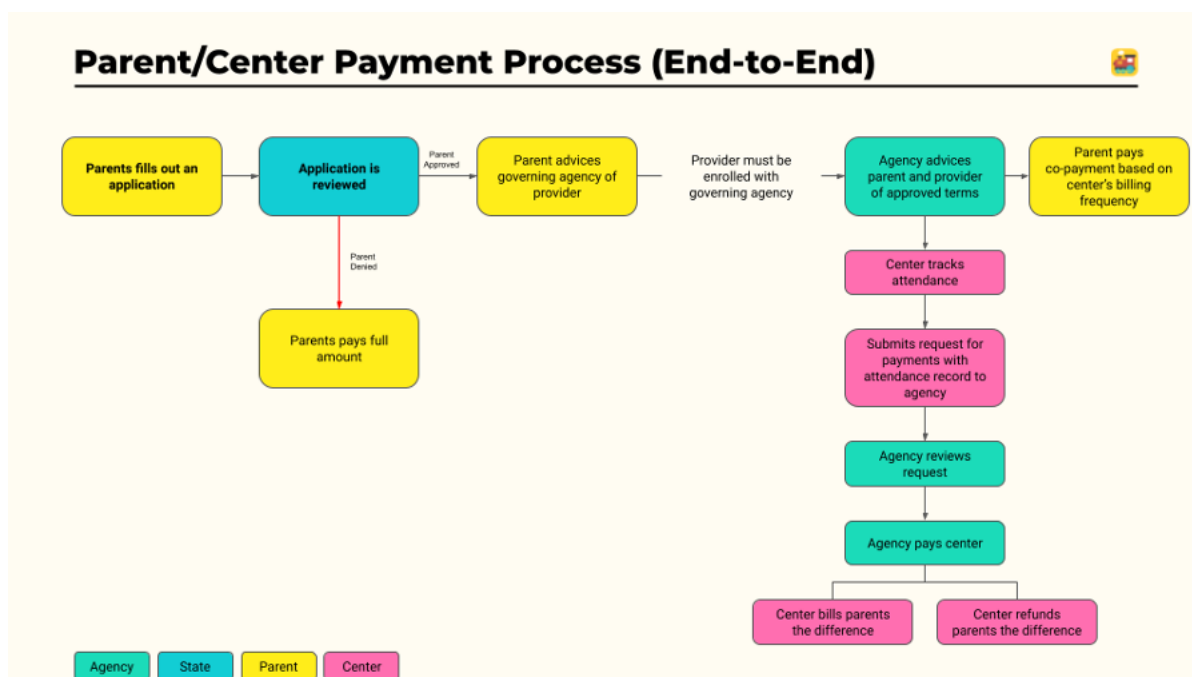 Parent/Center Payment Process (End-to-End)
Parents fills out an
application
Application is
reviewed
Parent
Approved
Parent advices
governing agency of
provider
Provider must be
enrolled with
governing agency
Agency advices
parent and provider
of approved terms
Parent pays
co-payment based on
center's billing
frequency
Parent
Denied
Parents pays full
amount
Center tracks
attendance
Submits request for
payments with
attendance record to
agency
Agency reviews
request
Agency pays center
Center bills parents
the difference
Center refunds
parents the difference
Agency
State
Parent
Center